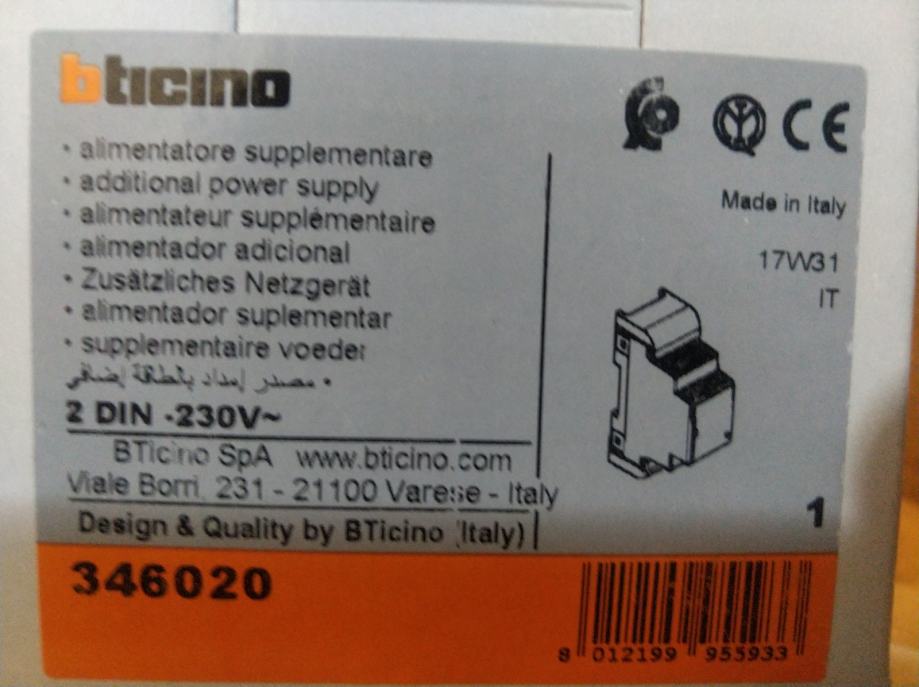 bticino
• alimentatore supplementare
• additional power supply
• alimentateur supplémentaire
• alimentador adicional
• Zusätzliches Netzgerät
• alimentador suplementar
• supplementaire voeder
• مصدر إمداد بالطاقة إضافي
2 DIN -230V~
BTicino SpA www.bticino.com
Viale Borri, 231 - 21100 Varese - Italy
Design & Quality by BTicino (Italy)
CE
Made in Italy
17W31
IT
1
346020
8 012199 955933